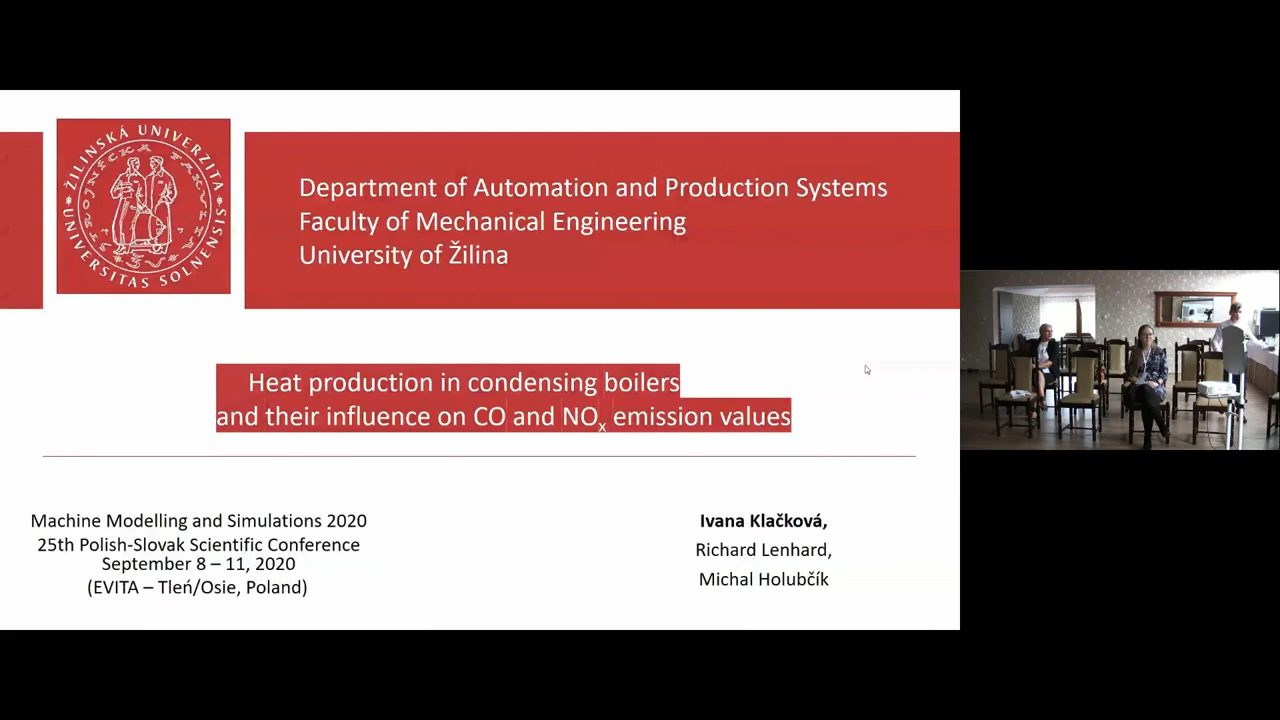 ŽILINSKÁ UNIVERZITA
UNIVERSITAS SOLNENSIS
Department of Automation and Production Systems
Faculty of Mechanical Engineering
University of Žilina
Heat production in condensing boilers
and their influence on CO and NOx emission values
Machine Modelling and Simulations 2020
25th Polish-Slovak Scientific Conference
September 8 – 11, 2020
(EVITA – Tleń/Osie, Poland)
Ivana Klačková,
Richard Lenhard,
Michal Holubčík